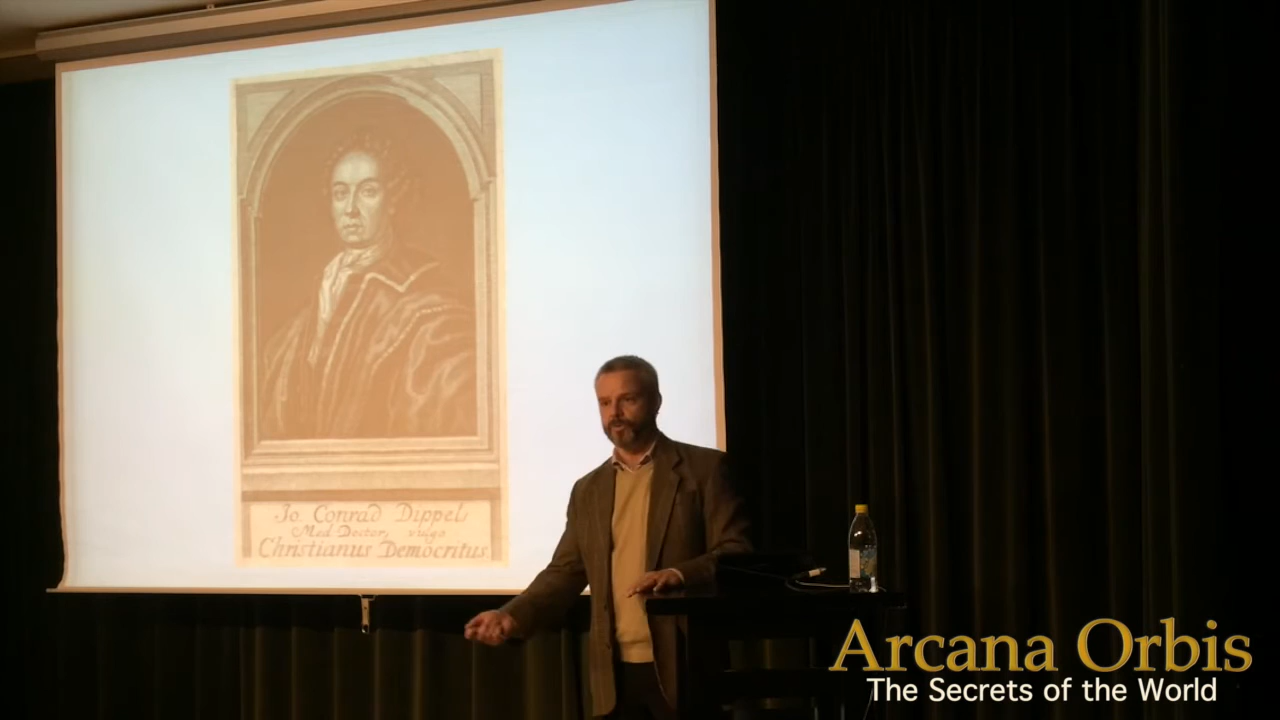 Jo. Conrad Dippel,
Med. Doctor, vulgo
Christianus Democritus
Arcana Orbis
The Secrets of the World